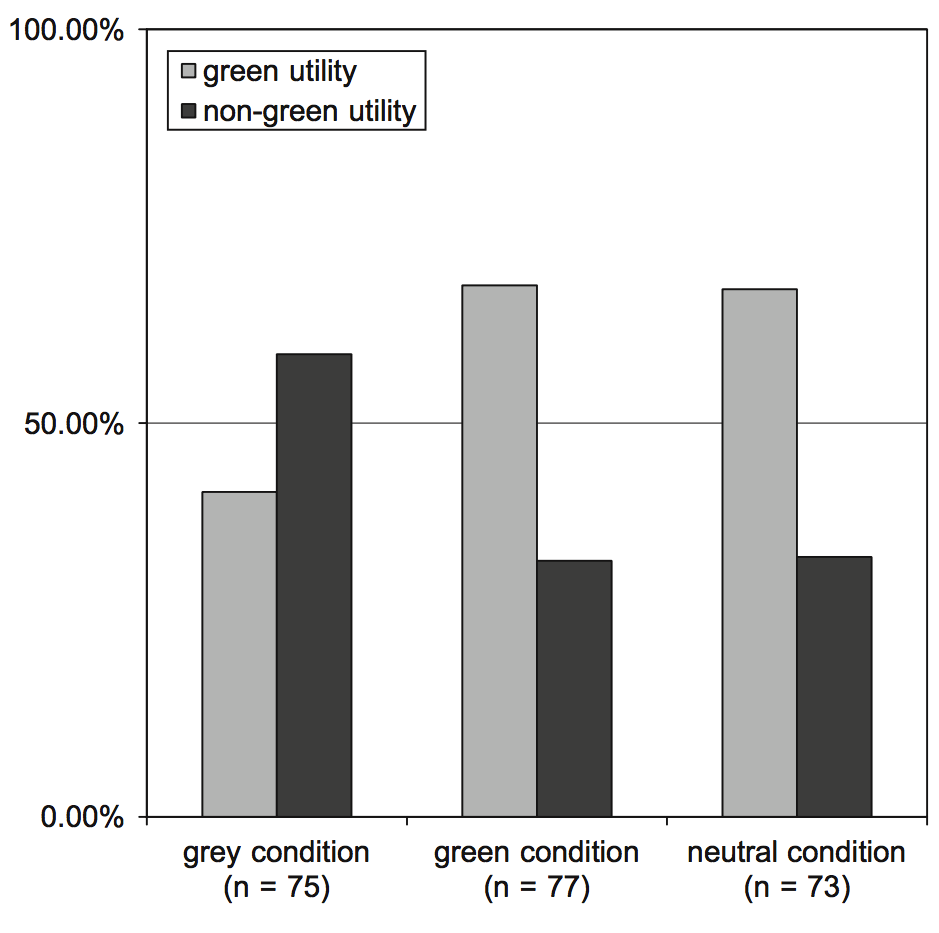 100.00%
green utility
non-green utility
50.00%
0.00%
grey condition
(n = 75)
green condition
(n = 77)
neutral condition
(n = 73)